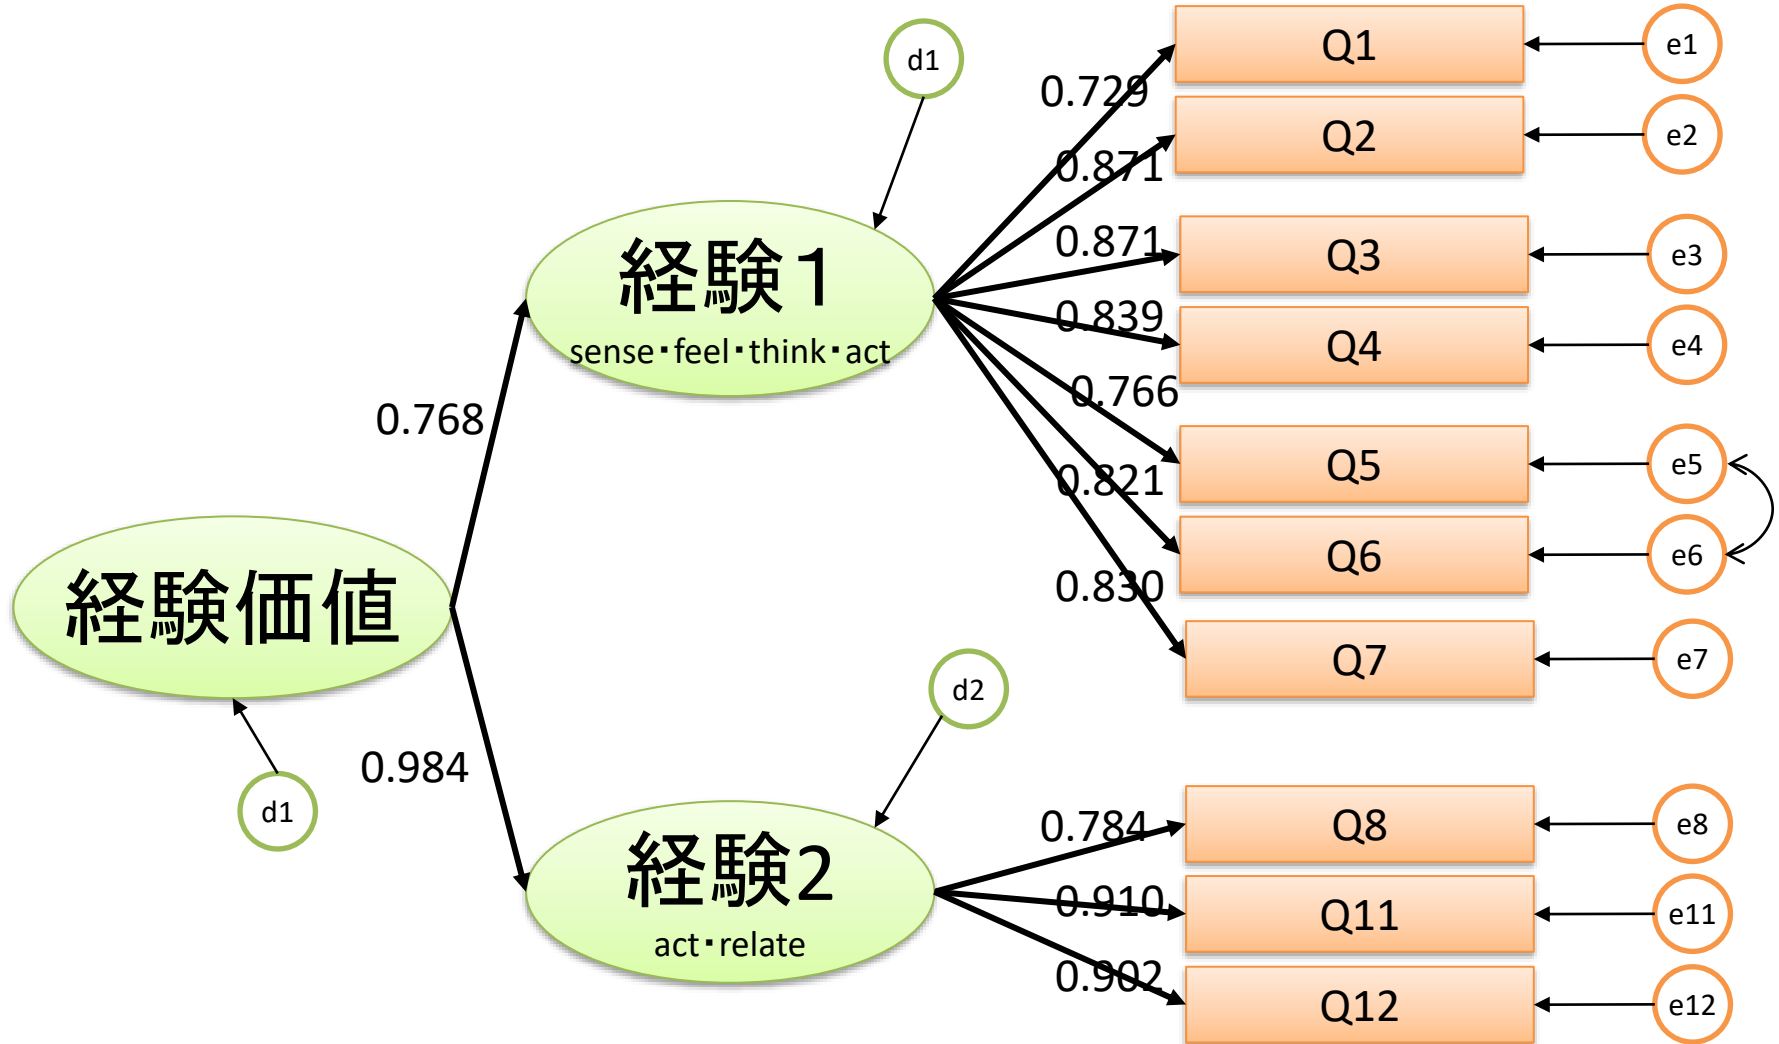 d1
Q1
e1
0.729
Q2
e2
0.871
経験1
sense・feel・think・act
0.871
Q3
e3
0.839
Q4
e4
0.768
0.766
Q5
e5
0.821
Q6
e6
経験価値
0.830
Q7
e7
d2
0.984
d1
経験2
act・relate
0.784
Q8
e8
0.910
Q11
e11
0.902
Q12
e12